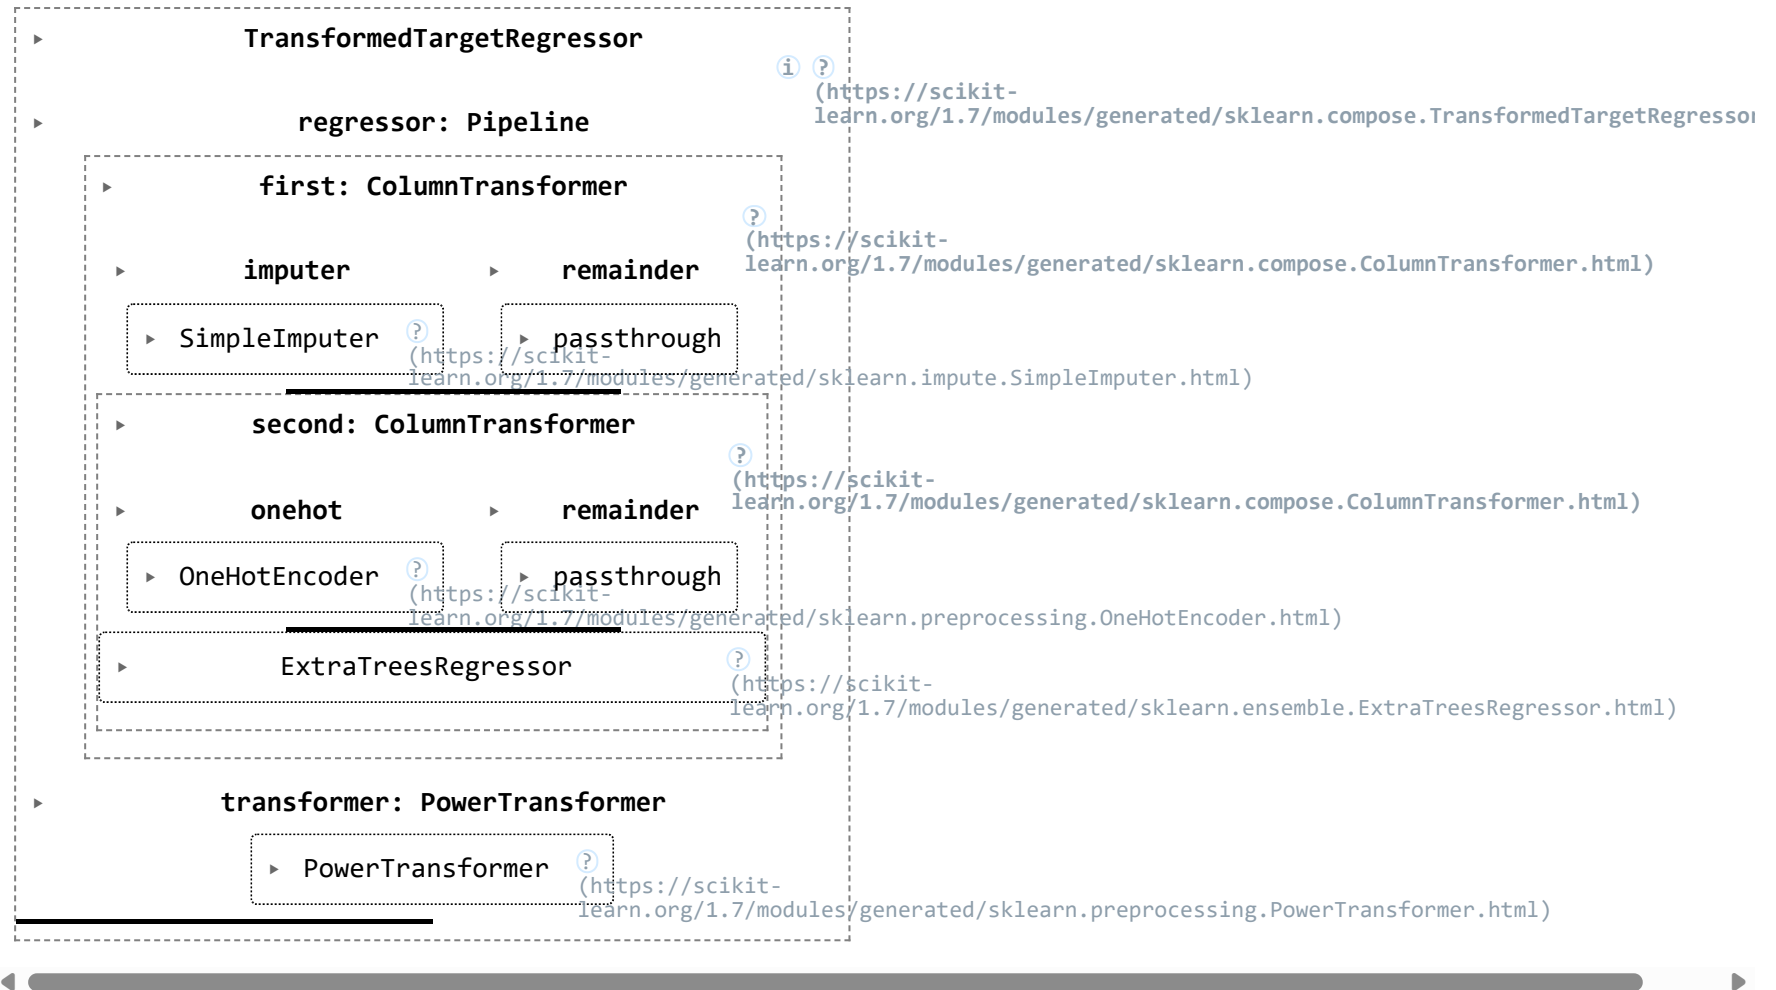 TransformedTargetRegressor
i ?
(https://scikit-
learn.org/1.7/modules/generated/sklearn.compose.TransformedTargetRegressor
regressor: Pipeline
first: ColumnTransformer
?
(https://scikit-
learn.org/1.7/modules/generated/sklearn.compose.ColumnTransformer.html)
imputer remainder
SimpleImputer ? passthrough
(https://scikit-
learn.org/1.7/modules/generated/sklearn.impute.SimpleImputer.html)
second: ColumnTransformer
?
(https://scikit-
learn.org/1.7/modules/generated/sklearn.compose.ColumnTransformer.html)
onehot remainder
OneHotEncoder ? passthrough
(https://scikit-
learn.org/1.7/modules/generated/sklearn.preprocessing.OneHotEncoder.html)
ExtraTreesRegressor ?
(https://scikit-
learn.org/1.7/modules/generated/sklearn.ensemble.ExtraTreesRegressor.html)
transformer: PowerTransformer
PowerTransformer ?
(https://scikit-
learn.org/1.7/modules/generated/sklearn.preprocessing.PowerTransformer.html)